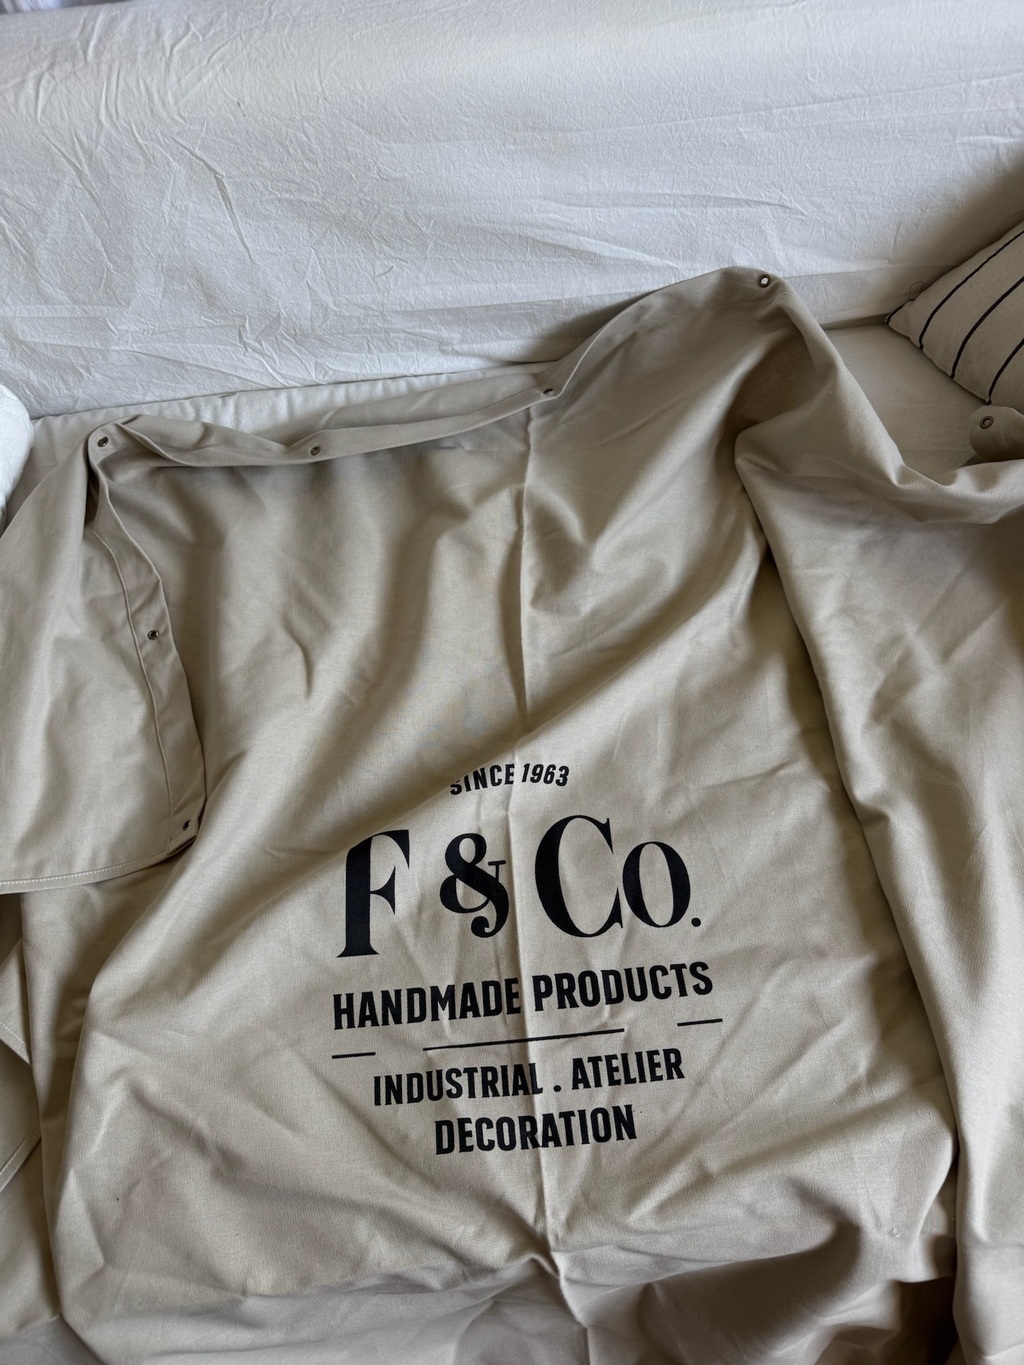 SINCE 1963
F & Co.
HANDMADE PRODUCTS
INDUSTRIAL . ATELIER
DECORATION